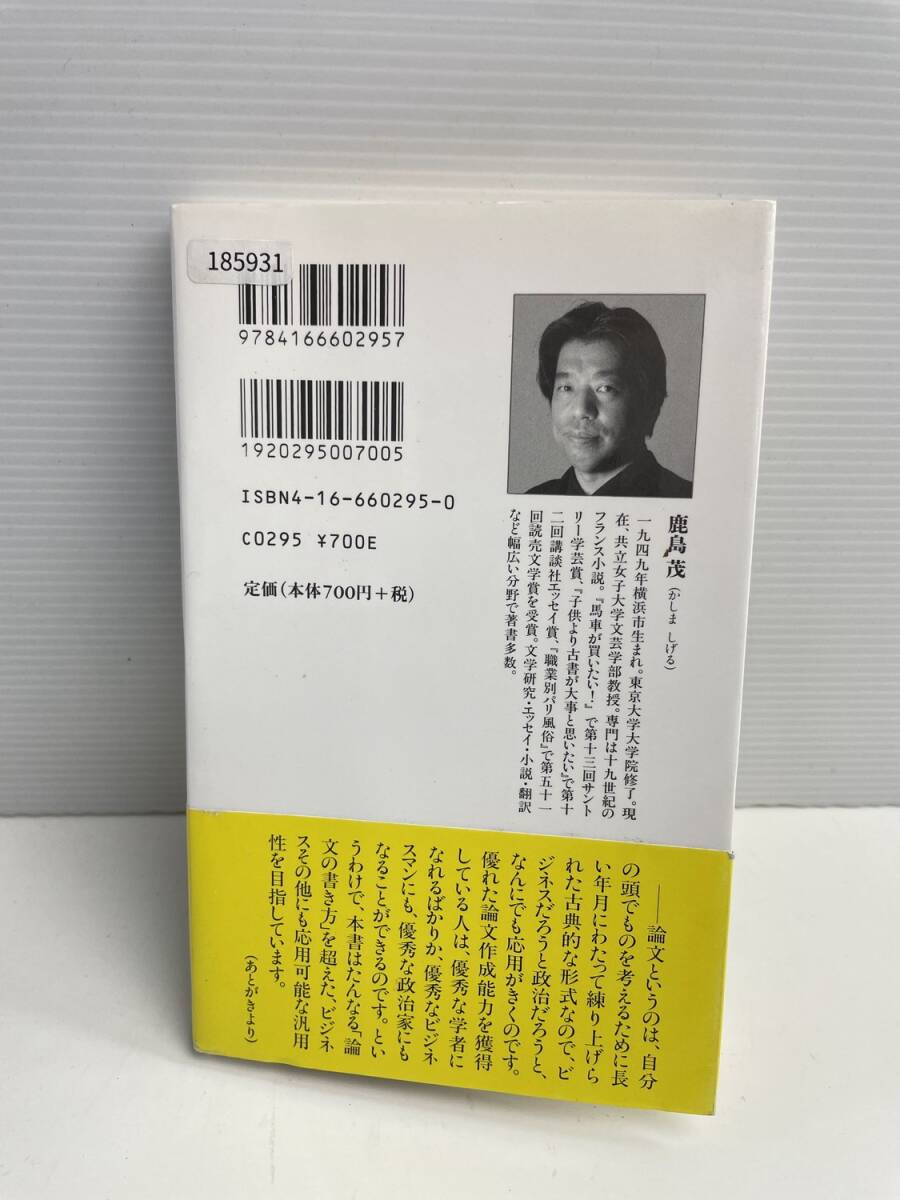 185931
9784166602957
1920295007005
ISBN4-16-660295-0
C0295 ¥700E
定価(本体700円+税)
鹿島茂(かしま しげる)
一九四九年横浜市生まれ。東京大学大学院修了。現
在、共立女子大学文芸学部教授。専門は十九世紀の
フランス小説。『馬車が買いたい!』で第十三回サント
リー学芸賞、『子供より古書が大事と思いたい』で第十
二回講談社エッセイ賞、『職業別パリ風俗』で第五十一
回読売文学賞を受賞。文学研究・エッセイ・小説・翻訳
など幅広い分野で著書多数。
――論文というのは、自分
の頭でものを考えるために長
い年月にわたって練り上げら
れた古典的な形式なので、ビ
ジネスだろうと政治だろうと、
なんにでも応用がきくのです。
優れた論文作成能力を獲得
している人は、優秀な学者に
なれるばかりか、優秀なビジネ
スマンにも、優秀な政治家にも
なることができるのです。とい
うわけで、本書はたんなる「論
文の書き方」を超えた、ビジネ
スその他にも応用可能な汎用
性を目指しています。
(あとがきより)